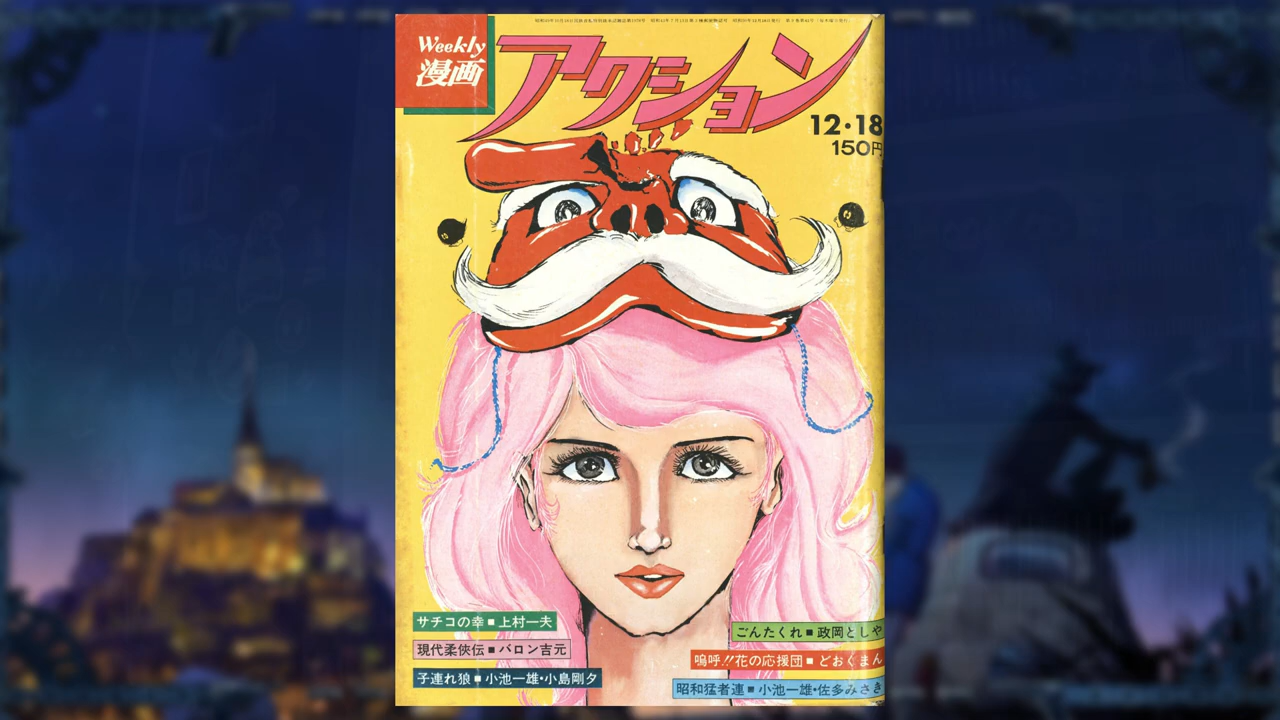 Weekly
漫画
アクション
12・18
150円
サチコの幸■上村一夫
現代柔侠伝■バロン吉元
子連れ狼■小池一雄・小島剛夕
ごんたくれ■政岡としや
嗚呼!!花の応援団■どおくまん
昭和猛者連■小池一雄・佐多みさき